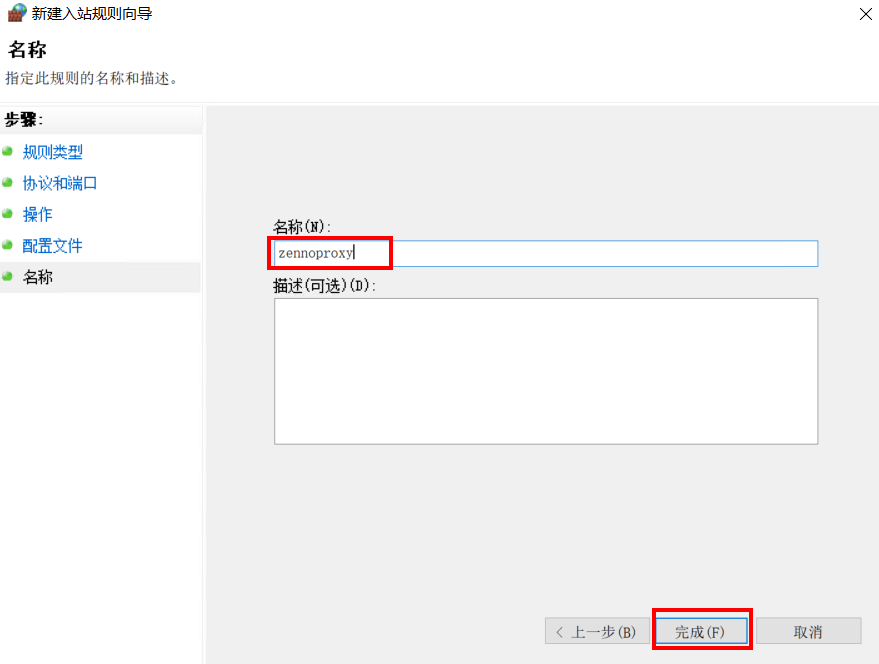 新建入站规则向导
名称
指定此规则的名称和描述。
步骤:
规则类型
协议和端口
操作
配置文件
名称
名称(N):
zennoproxy
描述(可选)(D):
< 上一步(B)
完成(F)
取消